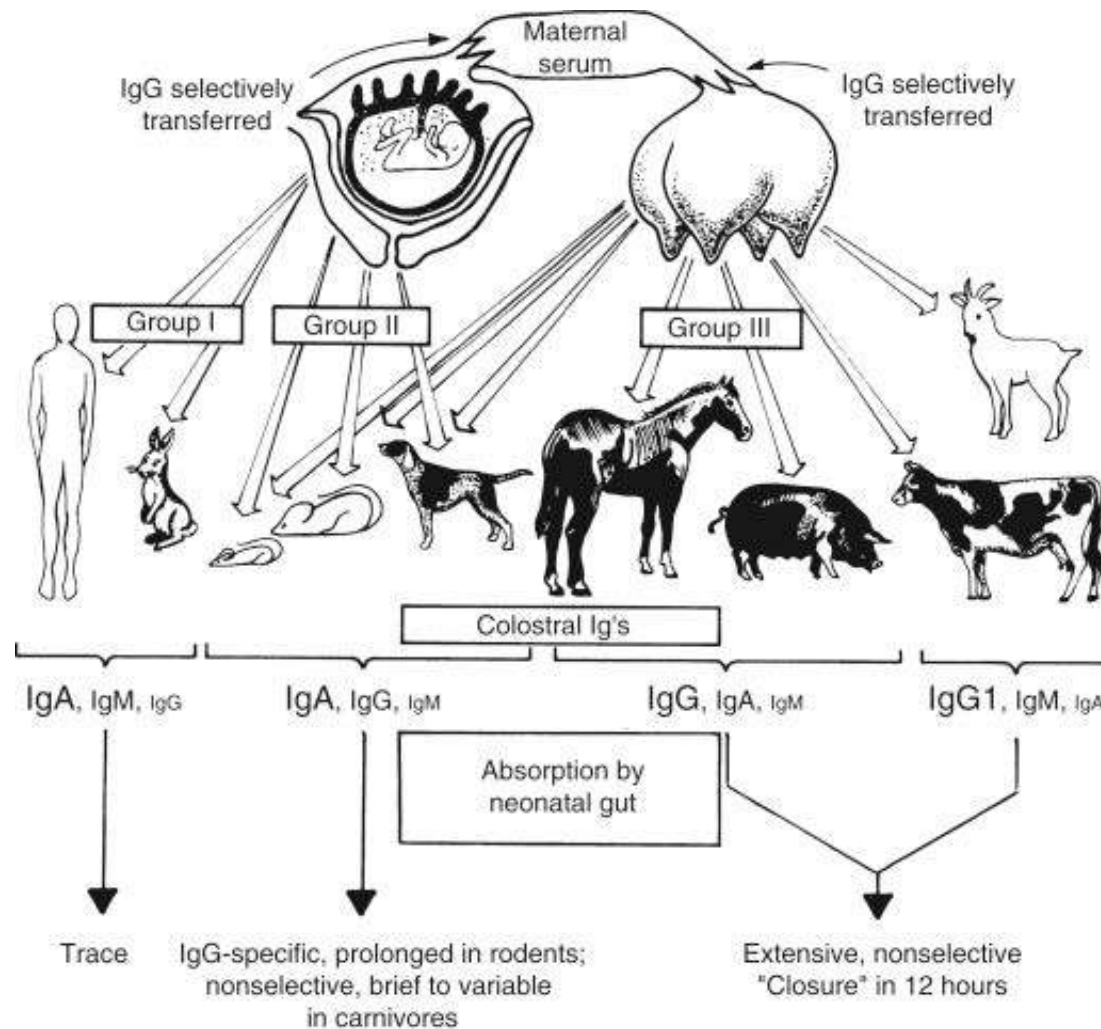 Maternal
serum
IgG selectively
transferred
IgG selectively
transferred
Group I
Group II
Group III
Colostral Ig's
IgA, IgM, IgG
IgA, IgG, IgM
IgG, IgA, IgM
IgG1, IgM, IgA
Absorption by
neonatal gut
Trace
IgG-specific, prolonged in rodents;
nonselective, brief to variable
in carnivores
Extensive, nonselective
"Closure" in 12 hours